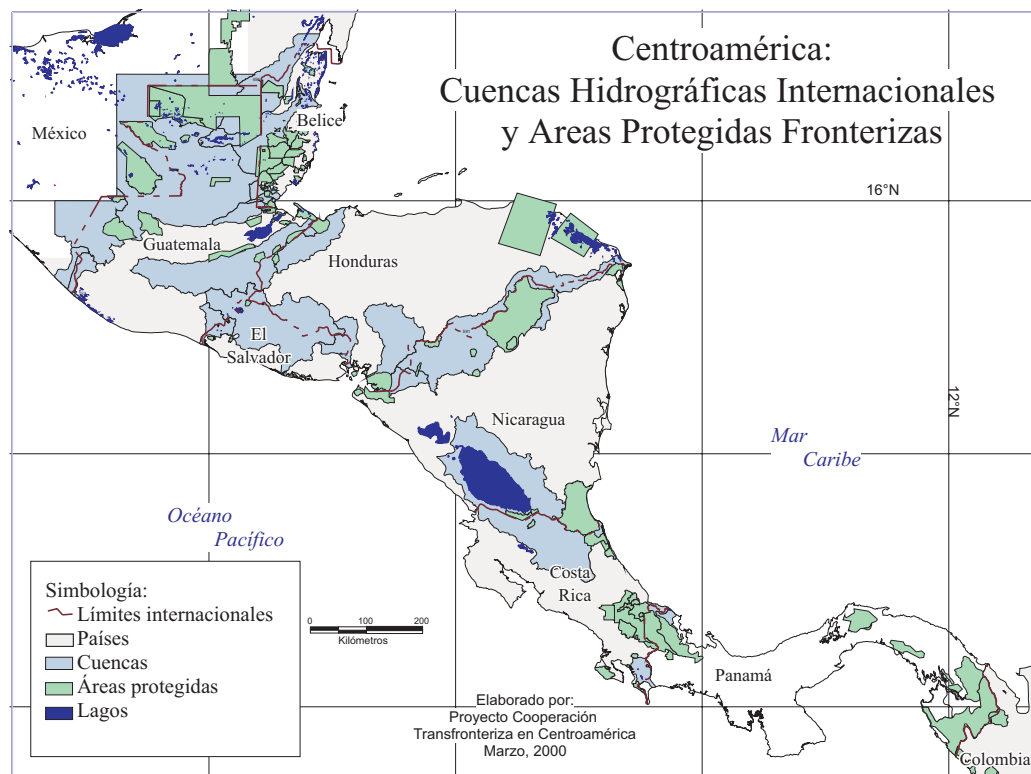 Centroamérica:
Cuencas Hidrográficas Internacionales
y Areas Protegidas Fronterizas
México
Belice
16°N
Guatemala
Honduras
El
Salvador
12°N
Nicaragua
Mar
Caribe
Océano
Pacífico
Costa
Rica
Panamá
Colombia
Simbología:
Límites internacionales
Países
Cuencas
Áreas protegidas
Lagos
0 100 200
Kilómetros
Elaborado por:
Proyecto Cooperación
Transfronteriza en Centroamérica
Marzo, 2000